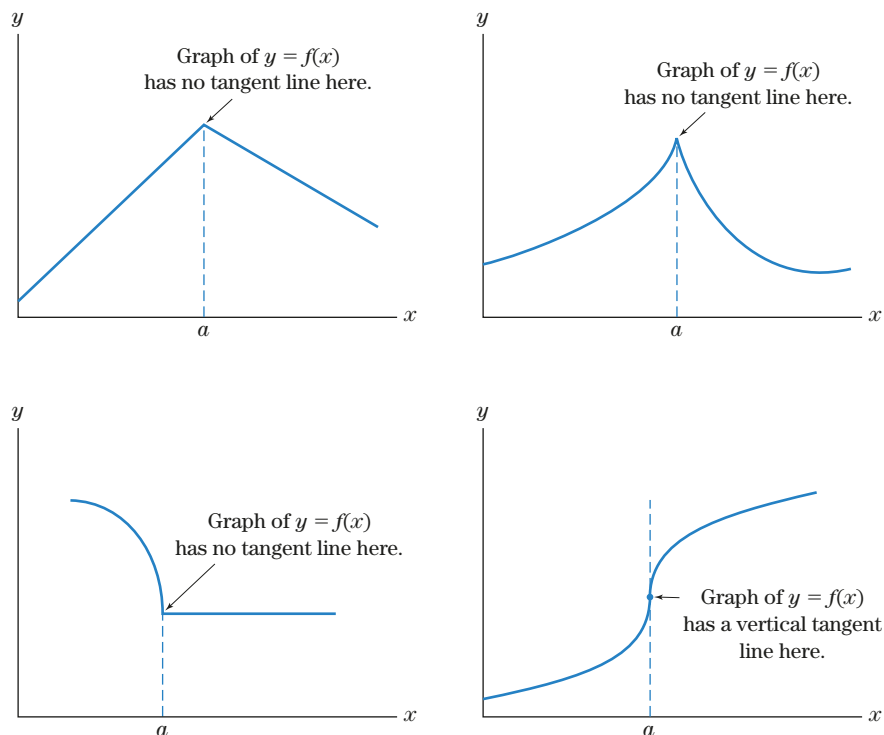 y
Graph of y = f(x)
has no tangent line here.
x
a
y
Graph of y = f(x)
has no tangent line here.
x
a
y
Graph of y = f(x)
has no tangent line here.
x
a
y
Graph of y = f(x)
has a vertical tangent
line here.
x
a